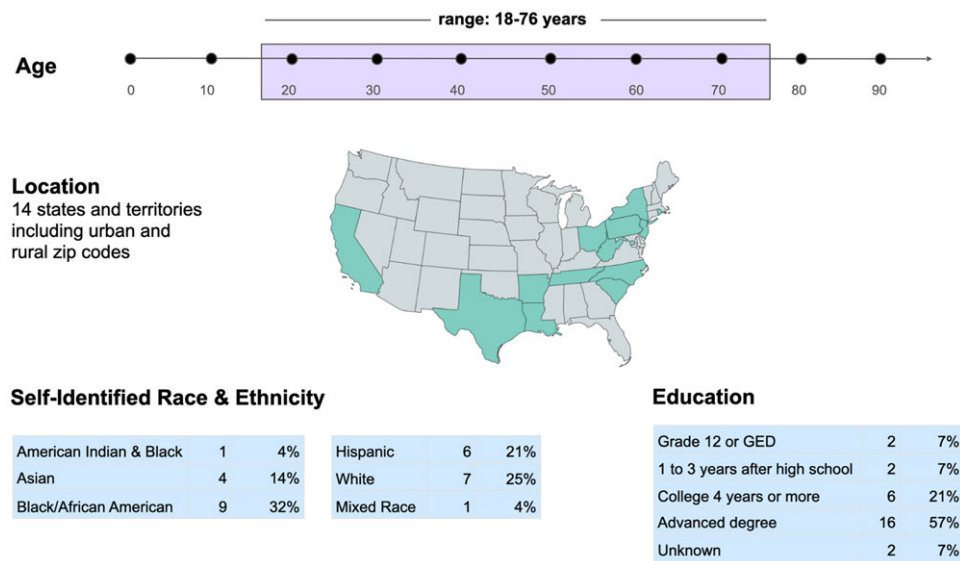 range: 18-76 years
Age
0 10 20 30 40 50 60 70 80 90
Location
14 states and territories
including urban and
rural zip codes
Self-Identified Race & Ethnicity
American Indian & Black 1 4%
Asian 4 14%
Black/African American 9 32%
Hispanic 6 21%
White 7 25%
Mixed Race 1 4%
Education
Grade 12 or GED 2 7%
1 to 3 years after high school 2 7%
College 4 years or more 6 21%
Advanced degree 16 57%
Unknown 2 7%